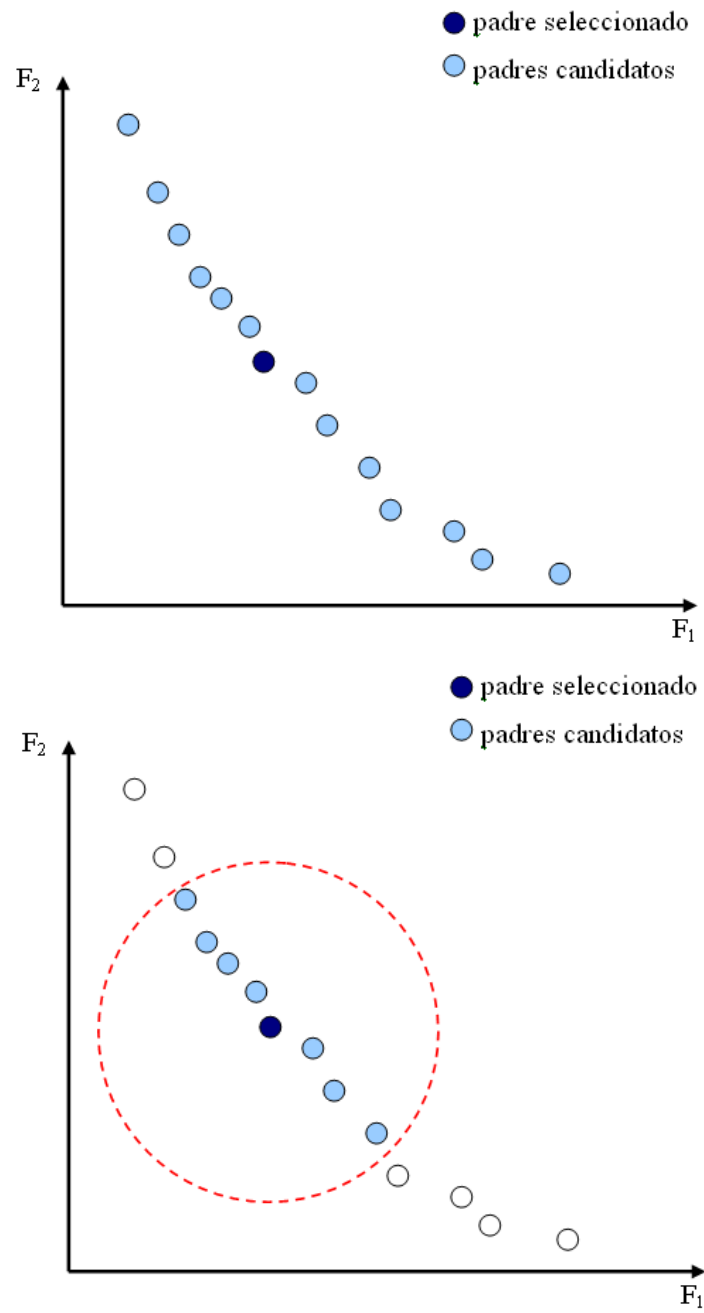 padre seleccionado
padres candidatos
F₂
F₁
padre seleccionado
padres candidatos
F₂
F₁